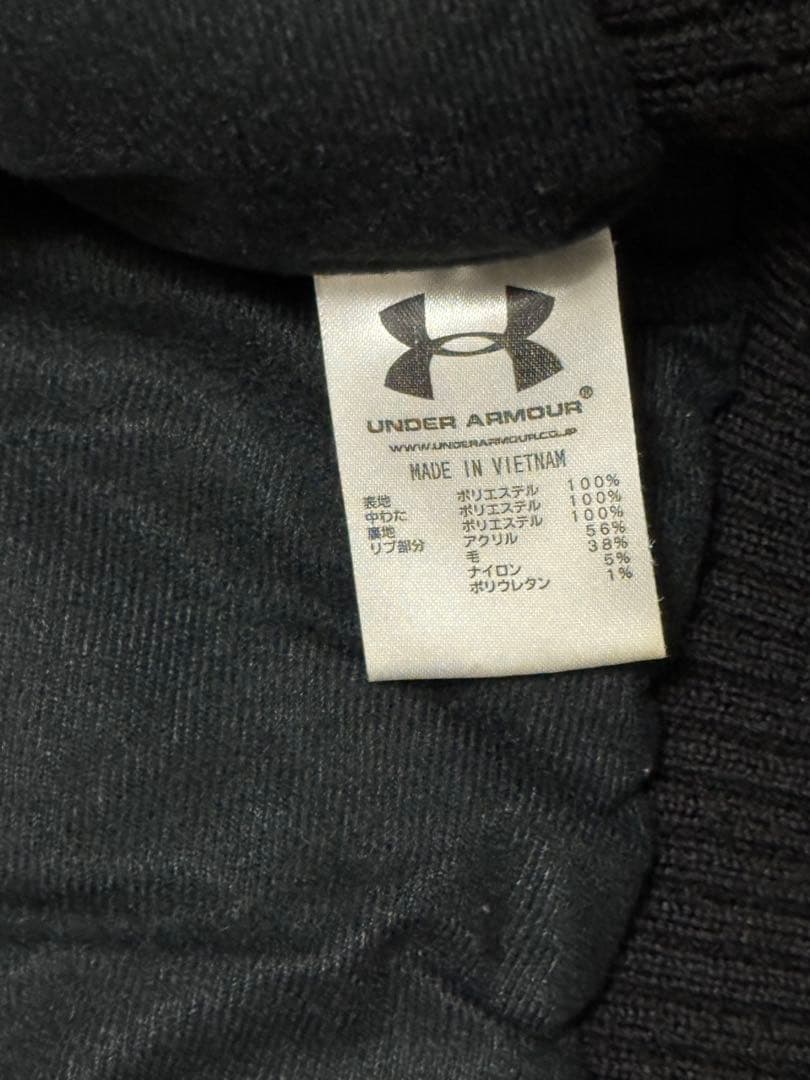 UNDER ARMOUR®
WWW.UNDERARMOUR.CO.JP
MADE IN VIETNAM
表地 ポリエステル 100%
中わた ポリエステル 100%
裏地 ポリエステル 100%
リブ部分 アクリル 56%
毛 38%
ナイロン 5%
ポリウレタン 1%